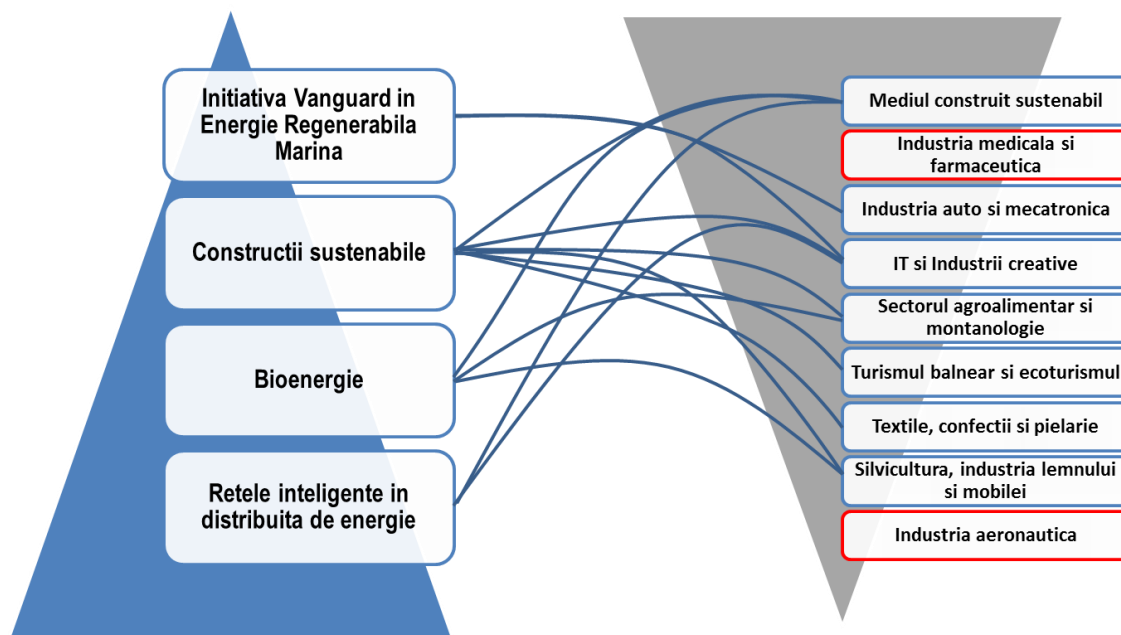 Initiativa Vanguard in
Energie Regenerabila
Marina
Constructii sustenabile
Bioenergie
Retele inteligente in
distribuita de energie
Mediul construit sustenabil
Industria medicala si
farmaceutica
Industria auto si mecatronica
IT si Industrii creative
Sectorul agroalimentar si
montanologie
Turismul balnear si ecoturismul
Textile, confectii si pielarie
Silvicultura, industria lemnului
si mobilei
Industria aeronautica